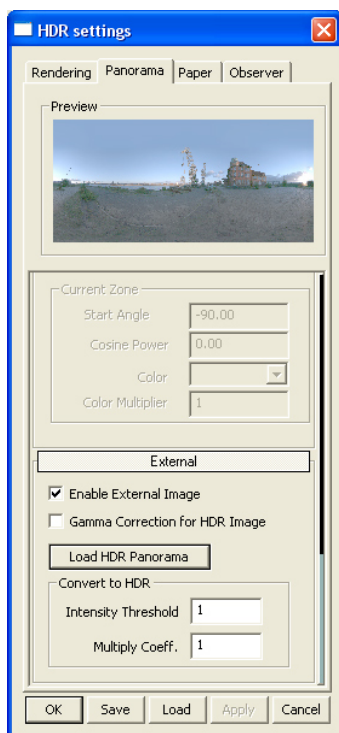 HDR settings
Rendering Panorama Paper Observer
Preview
Current Zone
Start Angle -90.00
Cosine Power 0.00
Color
Color Multiplier 1
External
Enable External Image
Gamma Correction for HDR Image
Load HDR Panorama
Convert to HDR
Intensity Threshold 1
Multiply Coeff. 1
OK Save Load Apply Cancel